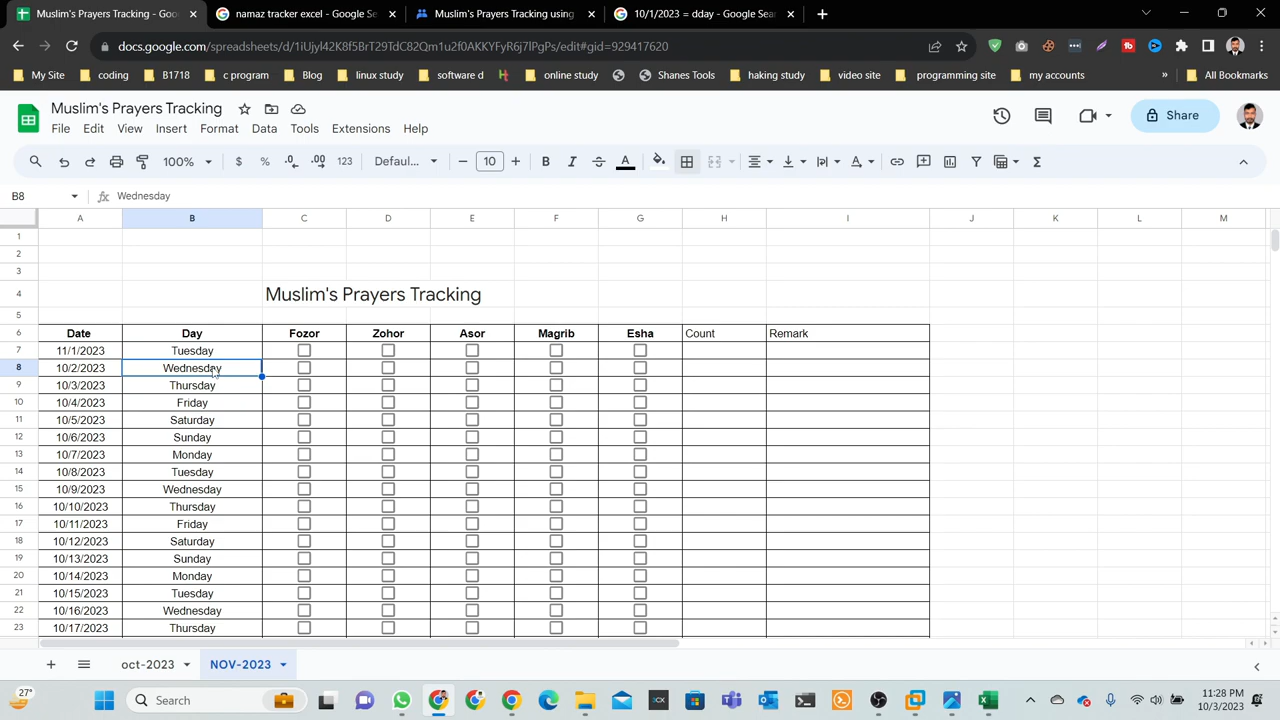 Muslim's Prayers Tracking - Goo
namaz tracker excel - Google Se
Muslim's Prayers Tracking using
10/1/2023 = dday - Google Sear
docs.google.com/spreadsheets/d/1iUjyl42K8f5BrT29TdC82Qm1u2f0AKKYFyR6j7lPgPs/edit#gid=929417620
My Site coding B1718 c program Blog linux study software d online study Shanes Tools haking study video site programing site my accounts » All Bookmarks
Muslim's Prayers Tracking
File Edit View Insert Format Data Tools Extensions Help
Share
100% $ % .0 .00 123 Defaul... 10 B I A
B8 fx Wednesday
A B C D E F G H I J K L M
1
2
3
4 Muslim's Prayers Tracking
5
6 Date Day Fozor Zohor Asor Magrib Esha Count Remark
7 11/1/2023 Tuesday
8 10/2/2023 Wednesday
9 10/3/2023 Thursday
10 10/4/2023 Friday
11 10/5/2023 Saturday
12 10/6/2023 Sunday
13 10/7/2023 Monday
14 10/8/2023 Tuesday
15 10/9/2023 Wednesday
16 10/10/2023 Thursday
17 10/11/2023 Friday
18 10/12/2023 Saturday
19 10/13/2023 Sunday
20 10/14/2023 Monday
21 10/15/2023 Tuesday
22 10/16/2023 Wednesday
23 10/17/2023 Thursday
oct-2023 NOV-2023
27° Search
11:28 PM
10/3/2023